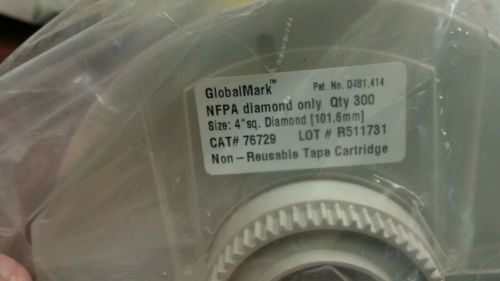 GlobalMark™ Pat. No. D481,414
NFPA diamond only Qty 300
Size: 4"sq. Diamond [101.6mm]
CAT# 76729 LOT # R511731
Non-Reusable Tape Cartridge